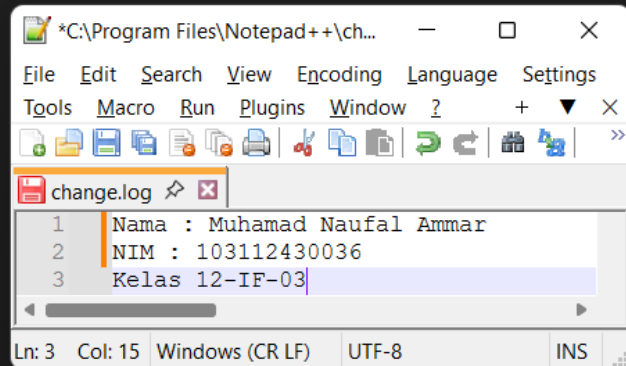 *C:\Program Files\Notepad++\ch...
File Edit Search View Encoding Language Settings
Tools Macro Run Plugins Window ? + ▼ X
change.log
1 Nama : Muhamad Naufal Ammar
2 NIM : 103112430036
3 Kelas 12-IF-03
Ln: 3 Col: 15 Windows (CR LF) UTF-8 INS